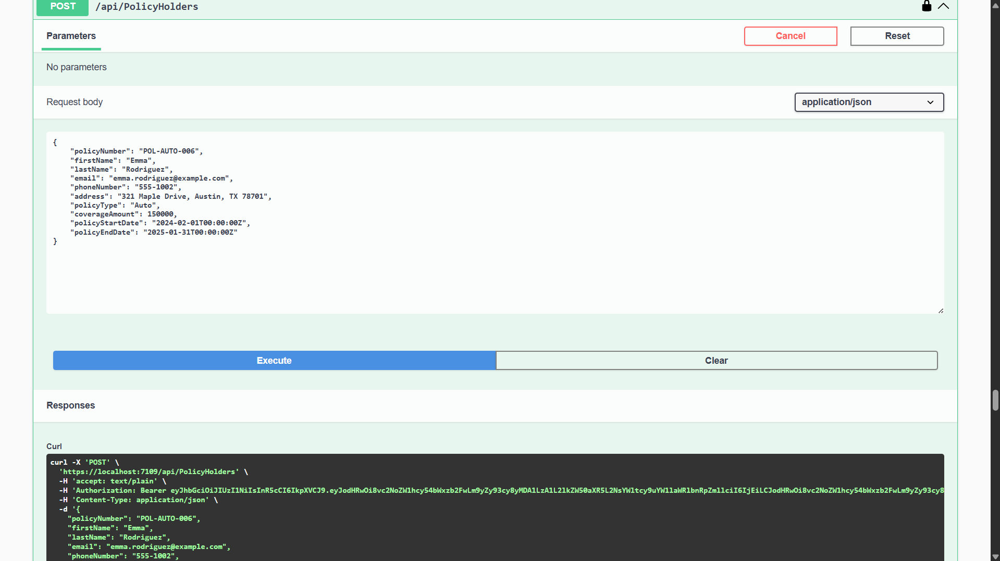 POST /api/PolicyHolders
Parameters
Cancel
Reset
No parameters
Request body
application/json
{
    "policyNumber": "POL-AUTO-006",
    "firstName": "Emma",
    "lastName": "Rodriguez",
    "email": "emma.rodriguez@example.com",
    "phoneNumber": "555-1002",
    "address": "321 Maple Drive, Austin, TX 78701",
    "policyType": "Auto",
    "coverageAmount": 150000,
    "policyStartDate": "2024-02-01T00:00:00Z",
    "policyEndDate": "2025-01-31T00:00:00Z"
}
Execute
Clear
Responses
Curl
curl -X 'POST' \
  'https://localhost:7109/api/PolicyHolders' \
  -H 'accept: text/plain' \
  -H 'Authorization: Bearer
  -H 'Content-Type: application/json' \
  -d '{
    "policyNumber": "POL-AUTO-006",
    "firstName": "Emma",
    "lastName": "Rodriguez",
    "email": "emma.rodriguez@example.com",
    "phoneNumber": "555-1002",